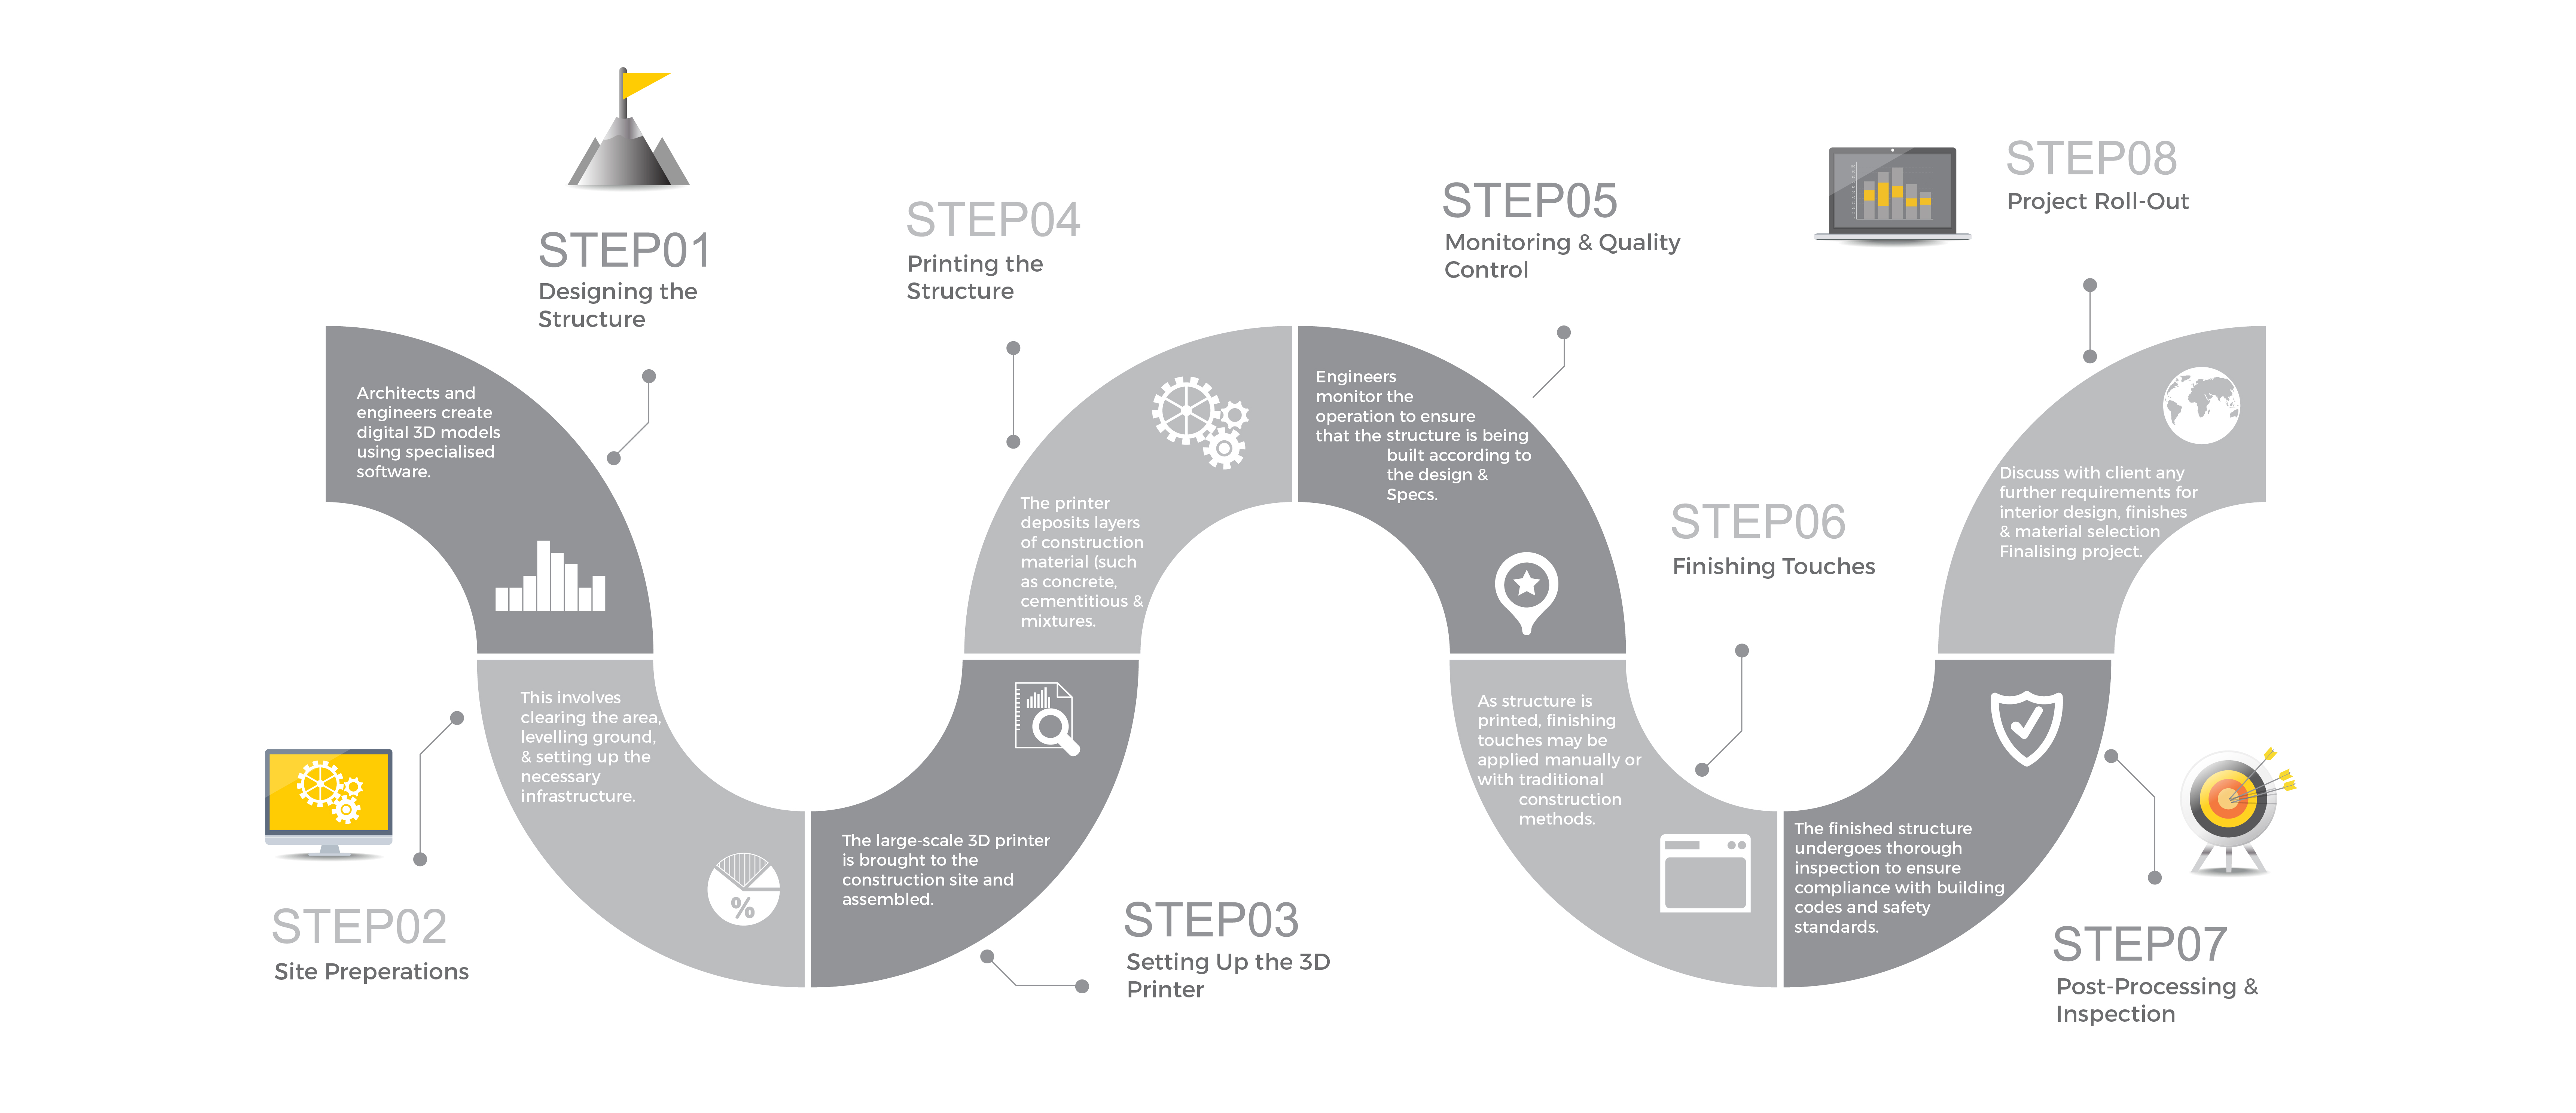 STEP01
Designing the
Structure
Architects and
engineers create
digital 3D models
using specialised
software.
STEP02
Site Preperations
This involves
clearing the area,
levelling ground,
& setting up the
necessary
infrastructure.
%
STEP03
Setting Up the 3D
Printer
The large-scale 3D printer
is brought to the
construction site and
assembled.
STEP04
Printing the
Structure
The printer
deposits layers
of construction
material (such
as concrete,
cementitious &
mixtures.
STEP05
Monitoring & Quality
Control
Engineers
monitor the
operation to ensure
that the structure is being
built according to
the design &
Specs.
STEP06
Finishing Touches
As structure is
printed, finishing
touches may be
applied manually or
with traditional
construction
methods.
STEP07
Post-Processing &
Inspection
The finished structure
undergoes thorough
inspection to ensure
compliance with building
codes and safety
standards.
STEP08
Project Roll-Out
Discuss with client any
further requirements for
interior design, finishes
& material selection
Finalising project.